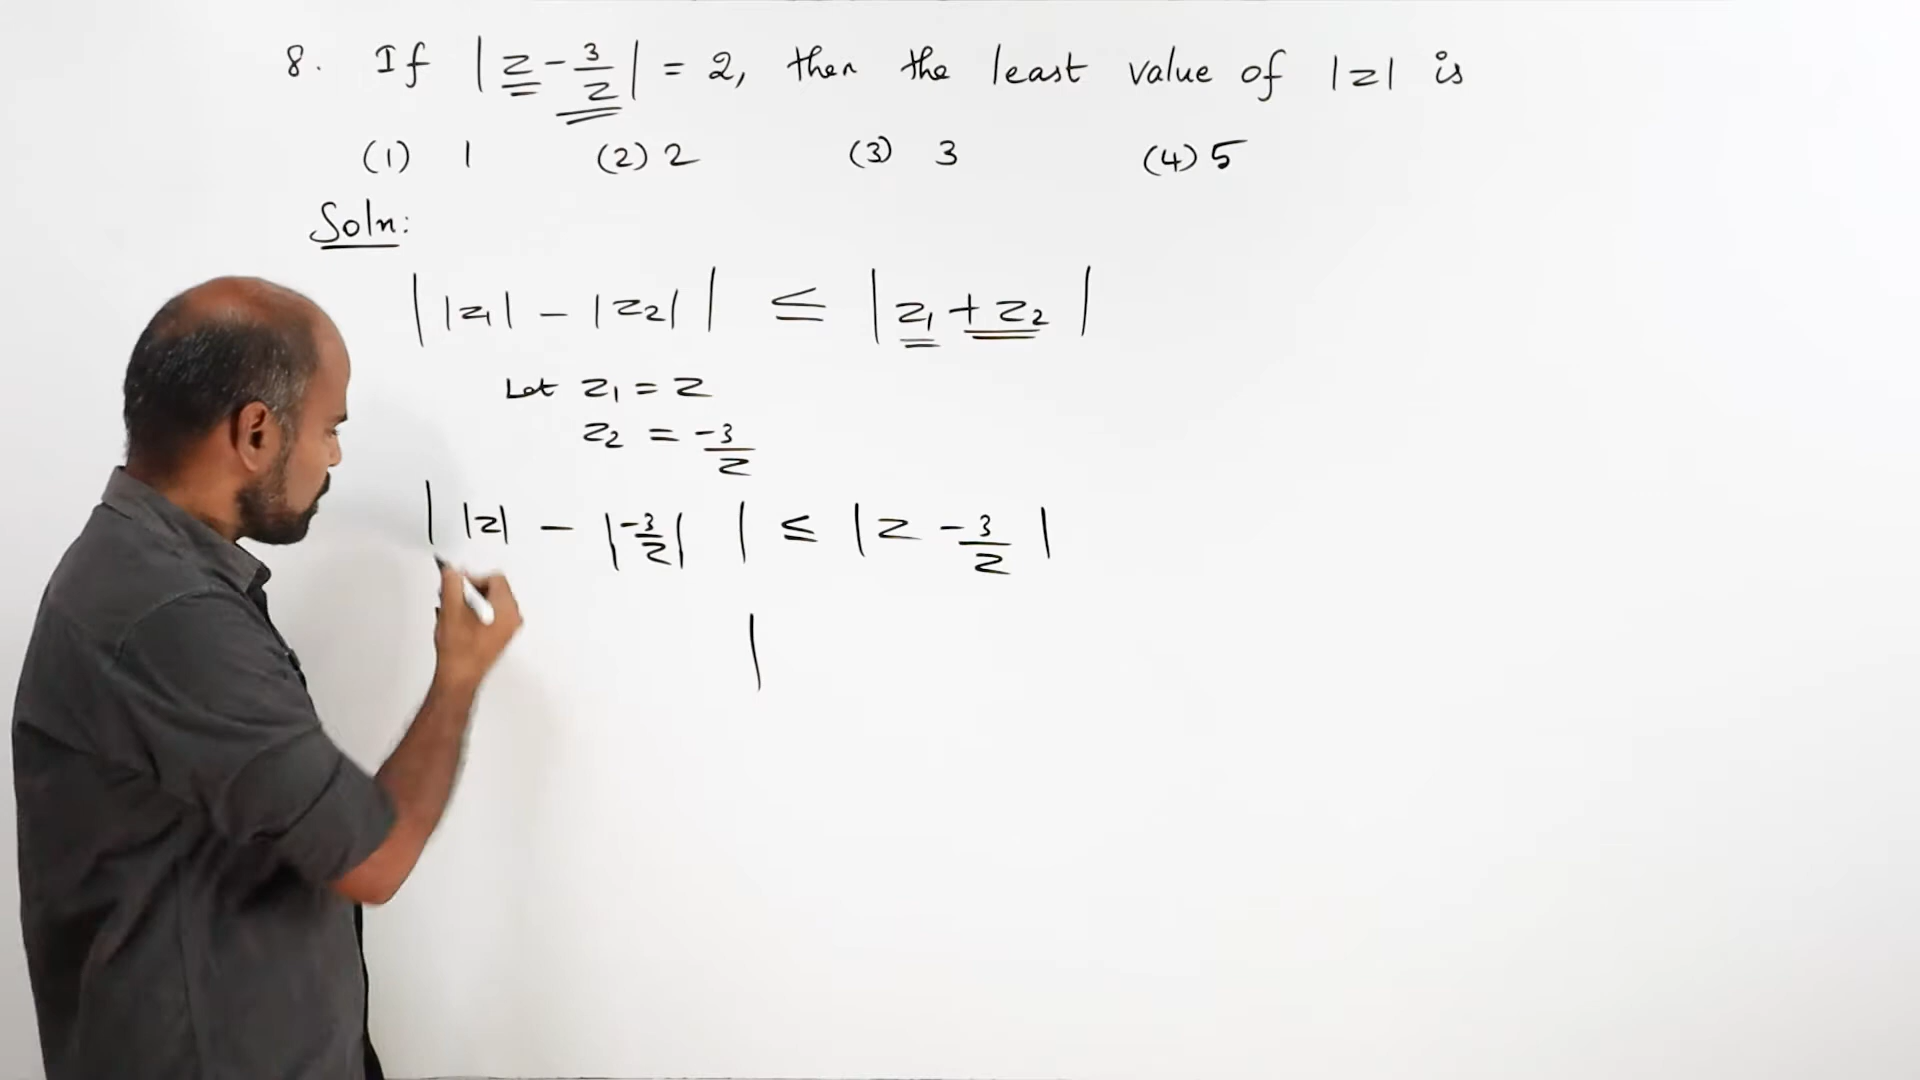 8. If |z - 3/z| = 2, then the least value of |z| is
(1) 1 (2) 2 (3) 3 (4) 5
Soln:
||z₁| - |z₂|| ≤ |z₁ + z₂|
Let z₁ = z
z₂ = -3/z
||z| - |-3/z|| ≤ |z - 3/z|
|